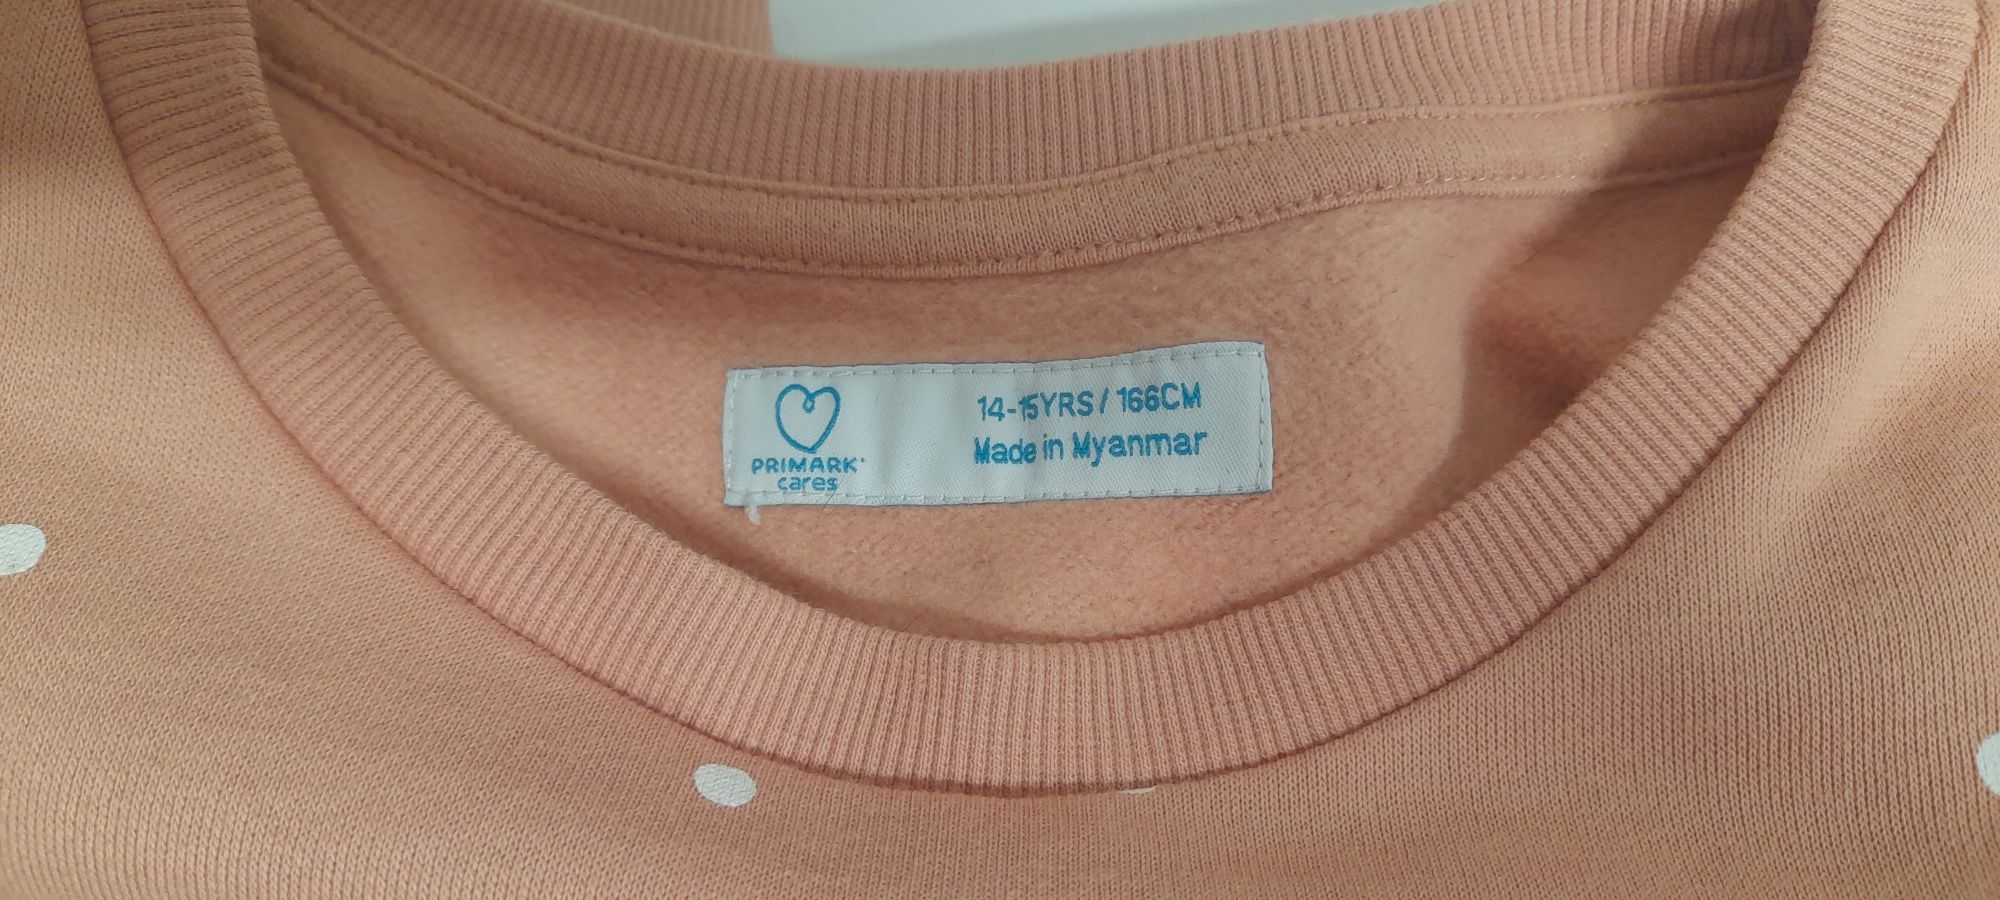 PRIMARK
cares
14-15YRS / 166CM
Made in Myanmar